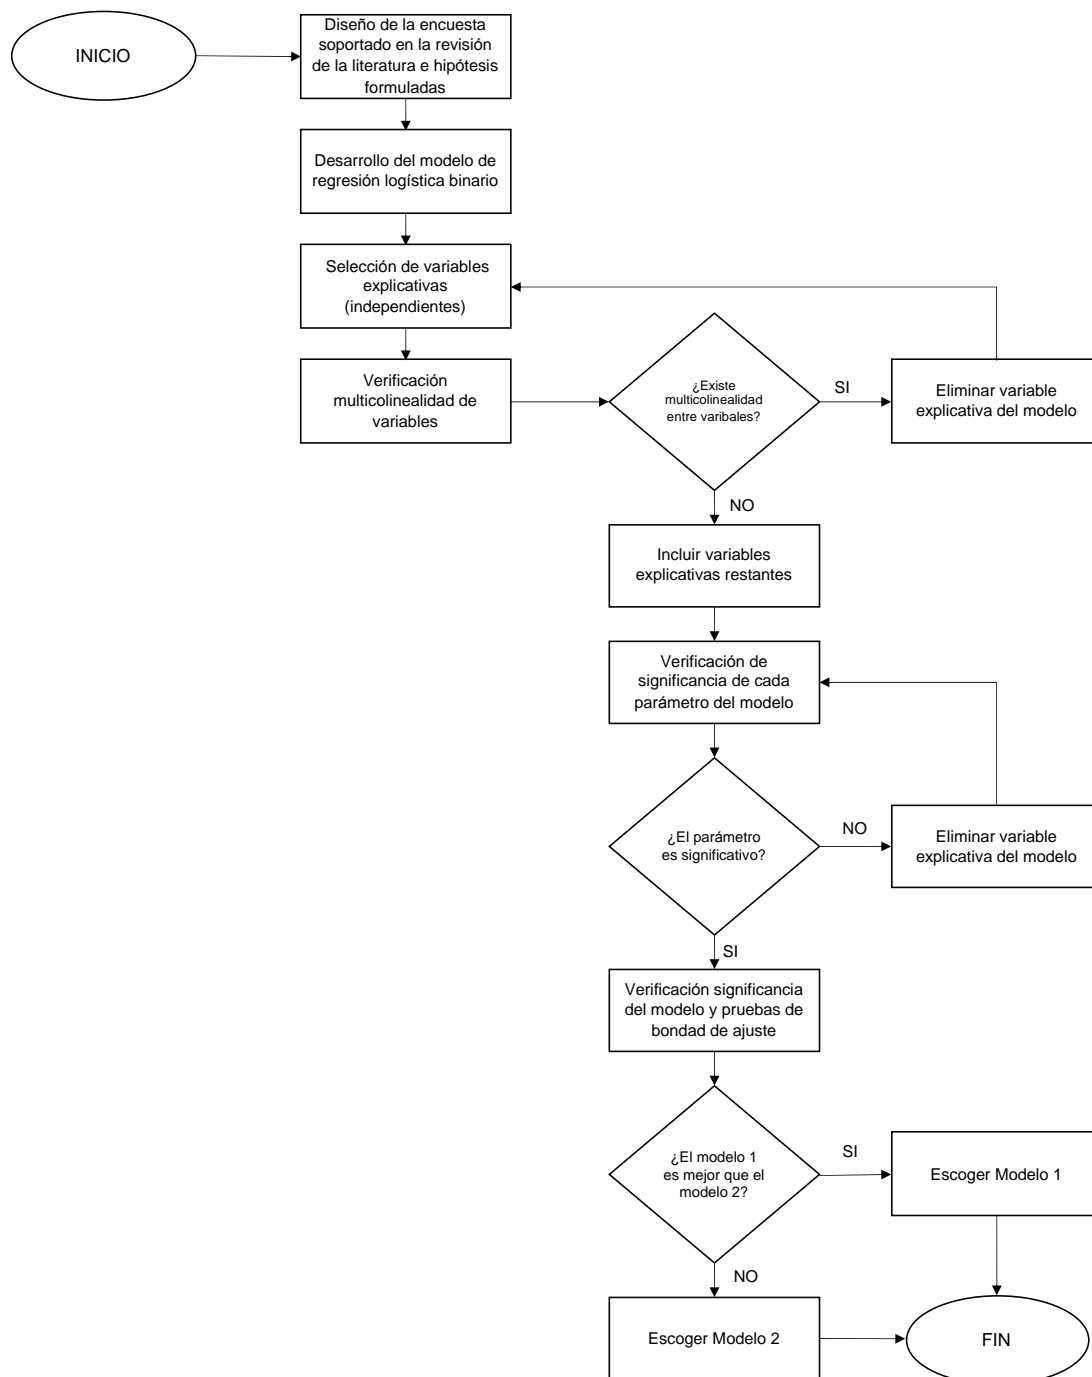 INICIO
Diseño de la encuesta
soportado en la revisión
de la literatura e hipótesis
formuladas
Desarrollo del modelo de
regresión logística binario
Selección de variables
explicativas
(independientes)
Verificación
multicolinealidad de
variables
¿Existe
multicolinealidad
entre varibales?
SI
Eliminar variable
explicativa del modelo
NO
Incluir variables
explicativas restantes
Verificación de
significancia de cada
parámetro del modelo
¿El parámetro
es significativo?
NO
Eliminar variable
explicativa del modelo
SI
Verificación significancia
del modelo y pruebas de
bondad de ajuste
¿El modelo 1
es mejor que el
modelo 2?
SI
Escoger Modelo 1
NO
Escoger Modelo 2
FIN